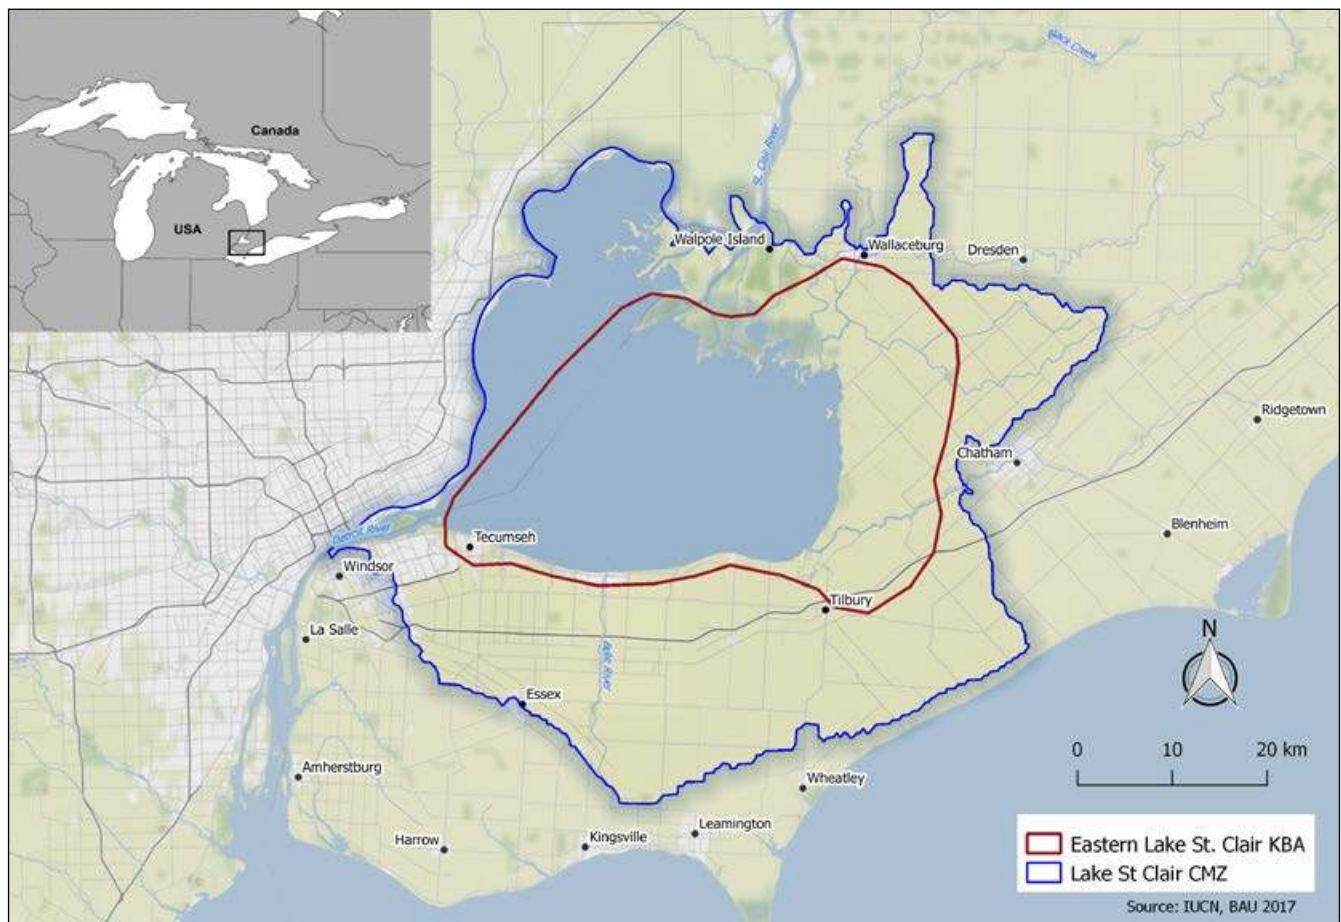 Black Creek
Canada
USA
St. Clair River
Walpole Island
Wallaceburg
Dresden
Ridgetown
Chatham
Blenheim
Detroit River
Tecumseh
Windsor
Tilbury
La Salle
N
Essex
0 10 20 km
Amherstburg
Wheatley
Leamington
Harrow
Kingsville
Eastern Lake St. Clair KBA
Lake St Clair CMZ
Source: IUCN, BAU 2017